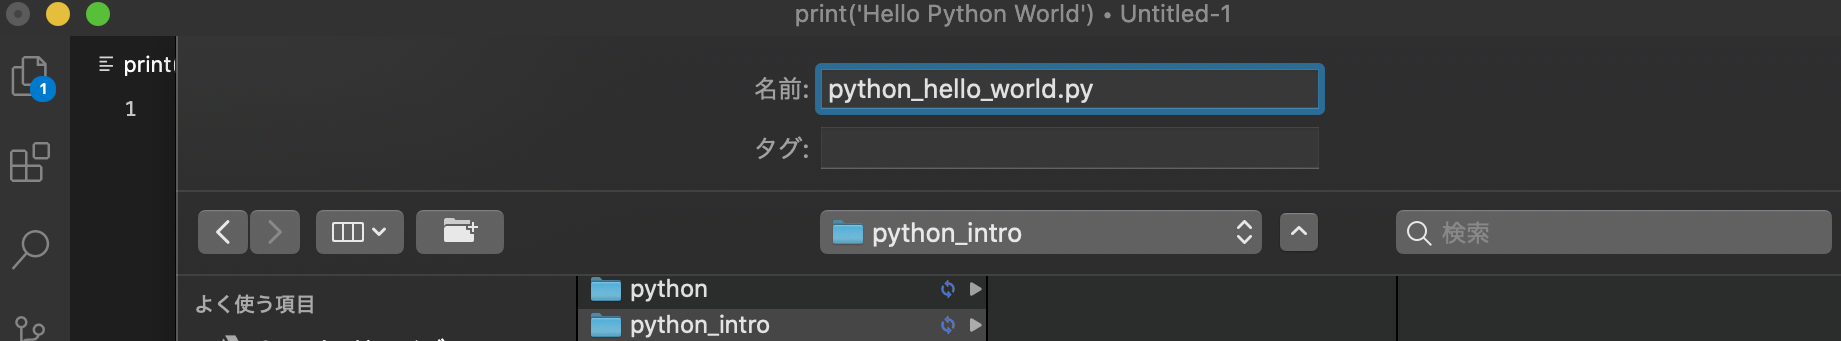 print('Hello Python World') • Untitled-1
print(
1
1
名前: python_hello_world.py
タグ:
python_intro
検索
よく使う項目
python
python_intro